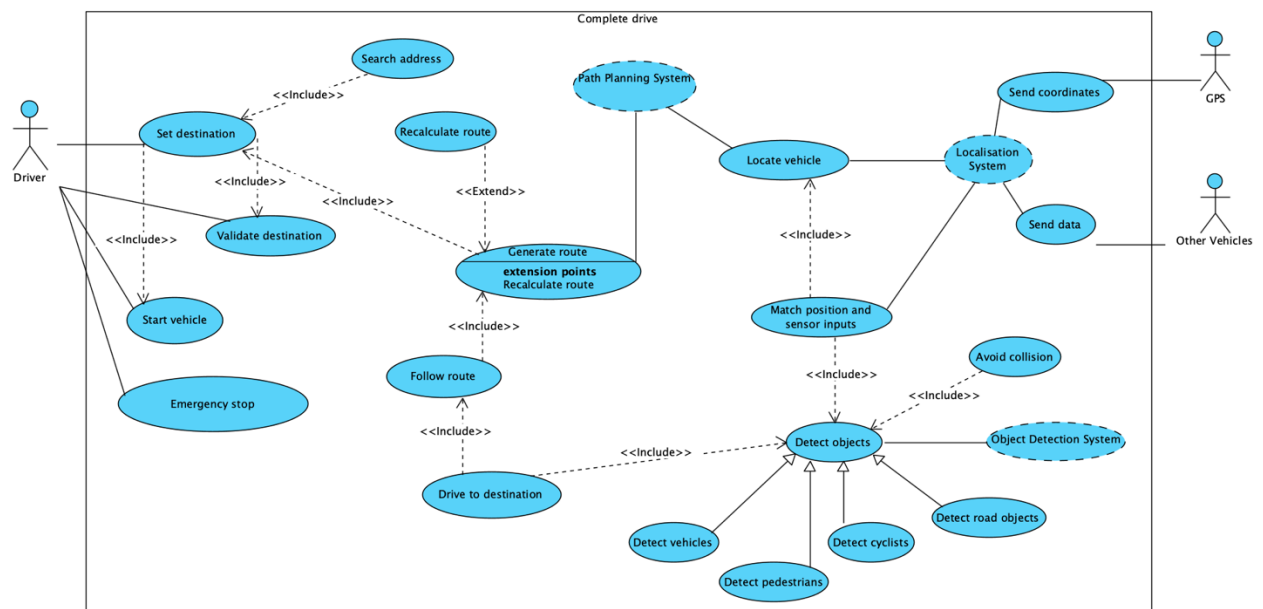 Complete drive
Search address
Path Planning System
Send coordinates
GPS
<<Include>>
Set destination
Recalculate route
Driver
Locate vehicle
Localisation
System
<<Include>>
<<Extend>>
<<Include>>
Validate destination
<<Include>>
<<Include>>
Send data
Other Vehicles
Generate route
extension points
Recalculate route
Start vehicle
Match position and
sensor inputs
<<Include>>
Avoid collision
Follow route
<<Include>>
<<Include>>
Emergency stop
<<Include>>
Detect objects
Object Detection System
<<Include>>
Drive to destination
Detect road objects
Detect vehicles
Detect cyclists
Detect pedestrians